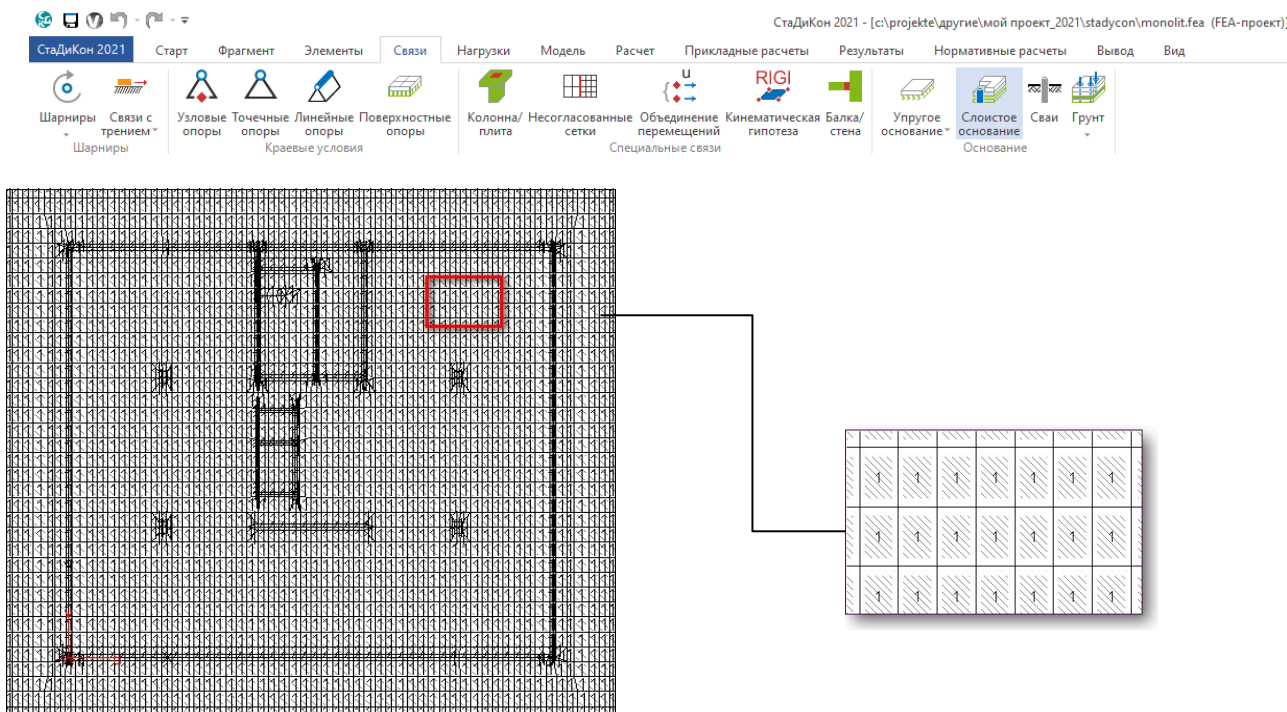 СтаДиКон 2021 - [c:\projekte\другие\мой проект_2021\stadycon\monolit.fea (FEA-проект)]
СтаДиКон 2021 Старт Фрагмент Элементы Связи Нагрузки Модель Расчет Прикладные расчеты Результаты Нормативные расчеты Вывод Вид
U RIGI
Шарниры Связи с Узловые Точечные Линейные Поверхностные Колонна/ Несогласованные Объединение Кинематическая Балка/ Упругое Слоистое Сваи Грунт
трением опоры опоры опоры опоры плита сетки перемещений гипотеза стена основание основание
Шарниры Краевые условия Специальные связи Основание
1 1 1 1 1 1 1
1 1 1 1 1 1 1
1 1 1 1 1 1 1